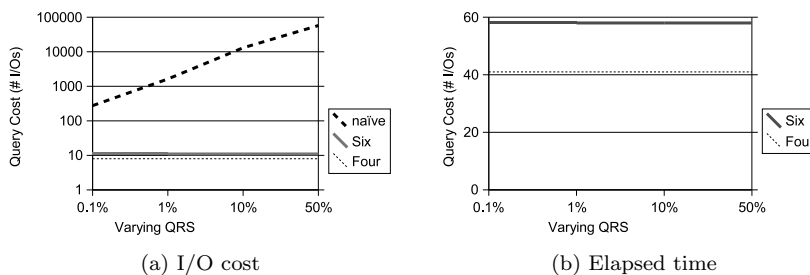 100000
10000
1000
100
10
1
Query Cost (# I/Os)
0.1%
1%
10%
50%
Varying QRS
naïve
Six
Four
(a) I/O cost
60
40
20
0
Query Cost (# I/Os)
0.1%
1%
10%
50%
Varying QRS
Six
Fou
(b) Elapsed time